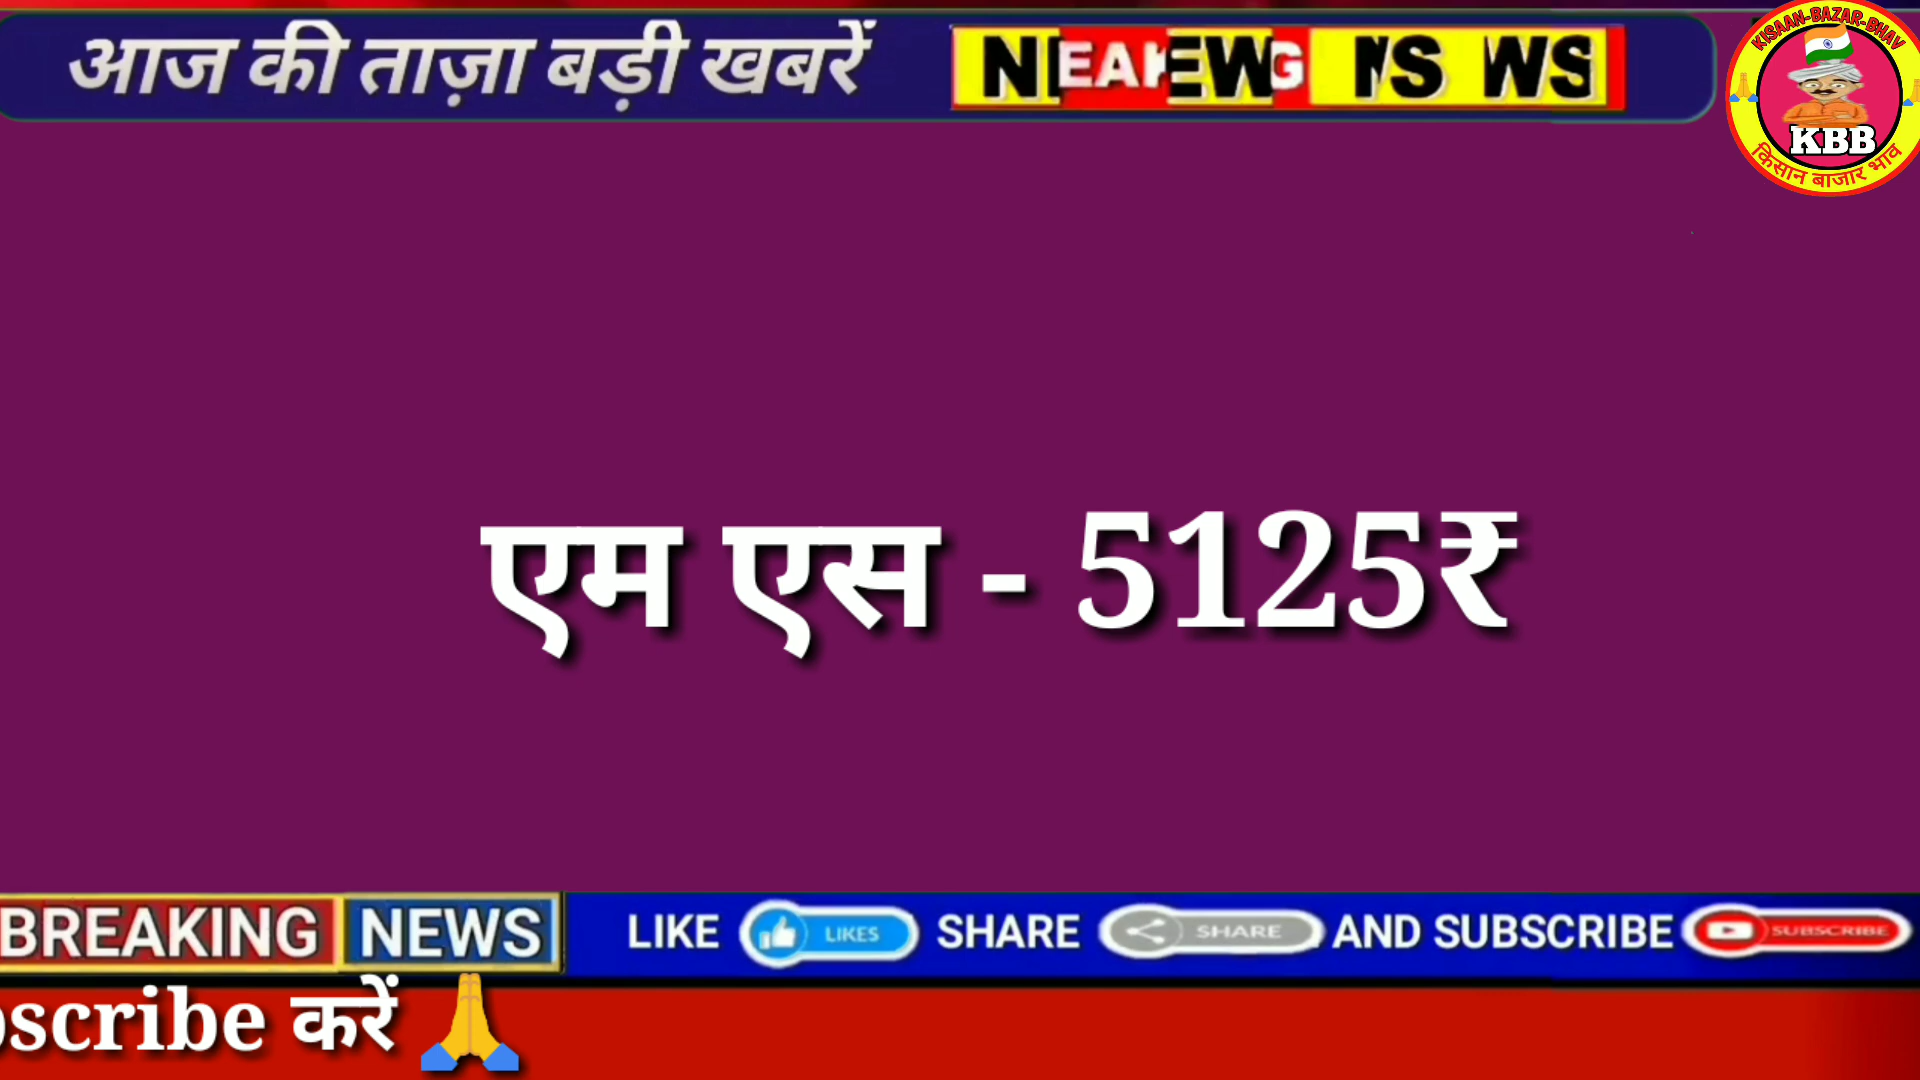 आज की ताज़ा बड़ी खबरें
KISAAN-BAZAR-BHAV
KBB
किसान बाजार भाव
एम एस - 5125₹
BREAKING NEWS LIKE LIKES SHARE SHARE AND SUBSCRIBE SUBSCRIBE
bscribe करें 🙏